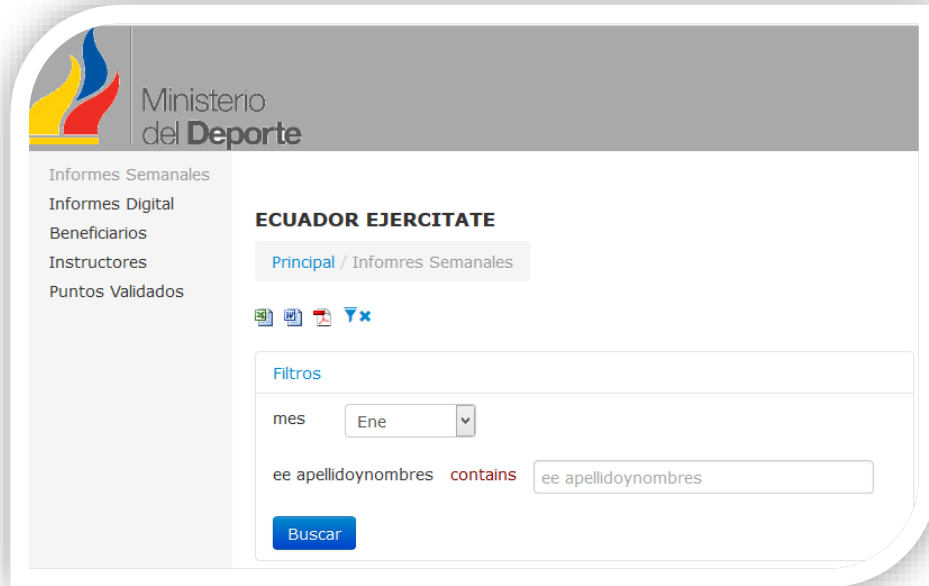 Ministerio
del Deporte
Informes Semanales
Informes Digital
Beneficiarios
Instructores
Puntos Validados
ECUADOR EJERCITATE
Principal / Infomres Semanales
Filtros
mes Ene
ee apellidoynombres contains ee apellidoynombres
Buscar